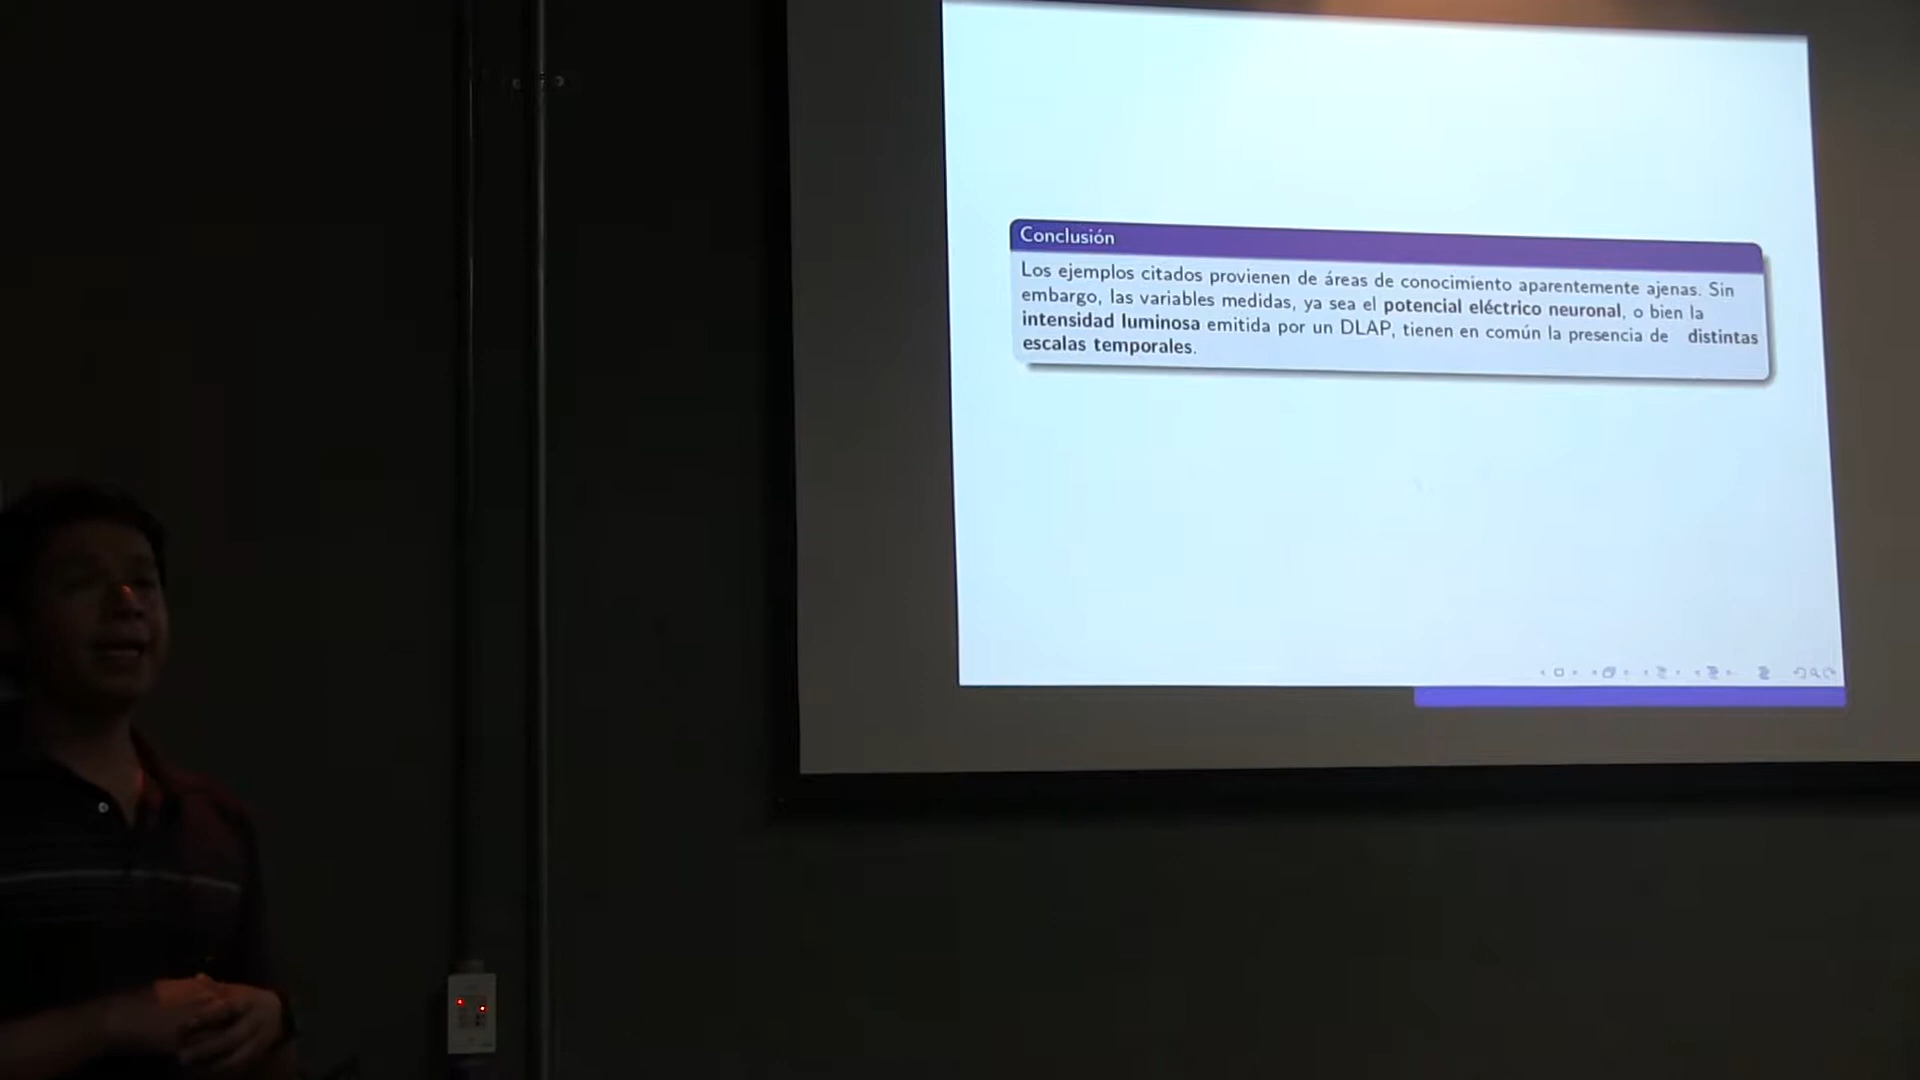 Conclusión
Los ejemplos citados provienen de áreas de conocimiento aparentemente ajenas. Sin
embargo, las variables medidas, ya sea el potencial eléctrico neuronal, o bien la
intensidad luminosa emitida por un DLAP, tienen en común la presencia de distintas
escalas temporales.